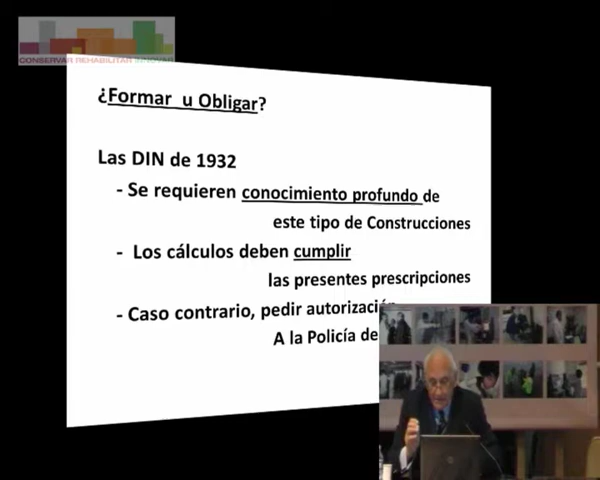 CONSERVAR REHABILITAR INNOVAR
¿Formar u Obligar?
Las DIN de 1932
- Se requieren conocimiento profundo de
este tipo de Construcciones
- Los cálculos deben cumplir
las presentes prescripciones
- Caso contrario, pedir
A la Policía de